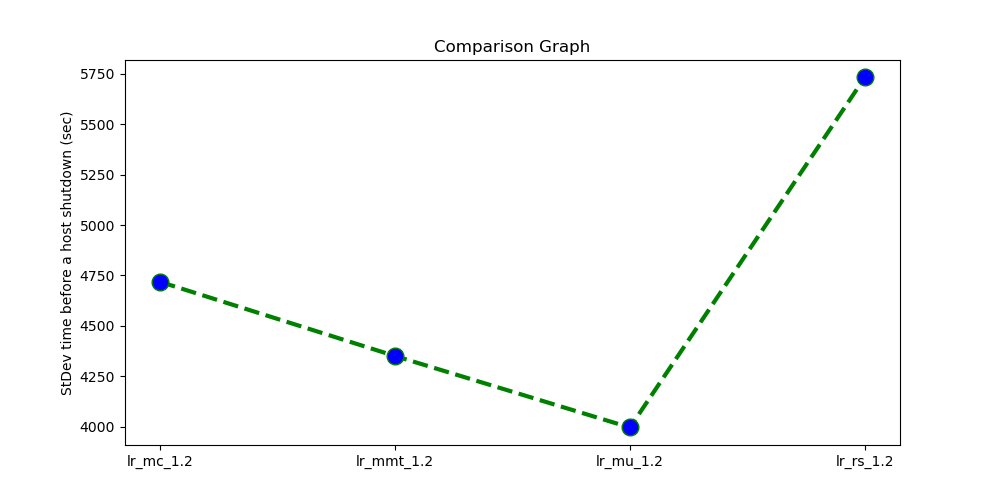 Comparison Graph
StDev time before a host shutdown (sec)
5750
5500
5250
5000
4750
4500
4250
4000
lr_mc_1.2 lr_mmt_1.2 lr_mu_1.2 lr_rs_1.2